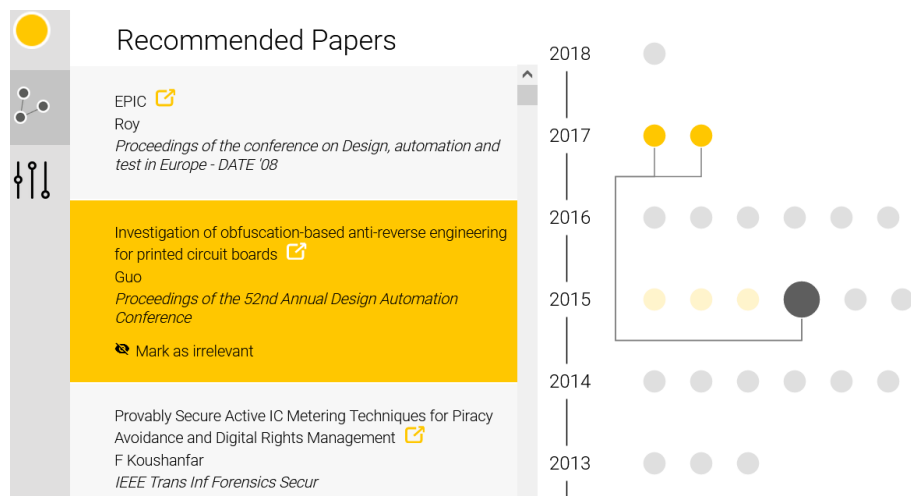 Recommended Papers
EPIC
Roy
Proceedings of the conference on Design, automation and
test in Europe - DATE '08
Investigation of obfuscation-based anti-reverse engineering
for printed circuit boards
Guo
Proceedings of the 52nd Annual Design Automation
Conference
Mark as irrelevant
Provably Secure Active IC Metering Techniques for Piracy
Avoidance and Digital Rights Management
F Koushanfar
IEEE Trans Inf Forensics Secur
2018
2017
2016
2015
2014
2013